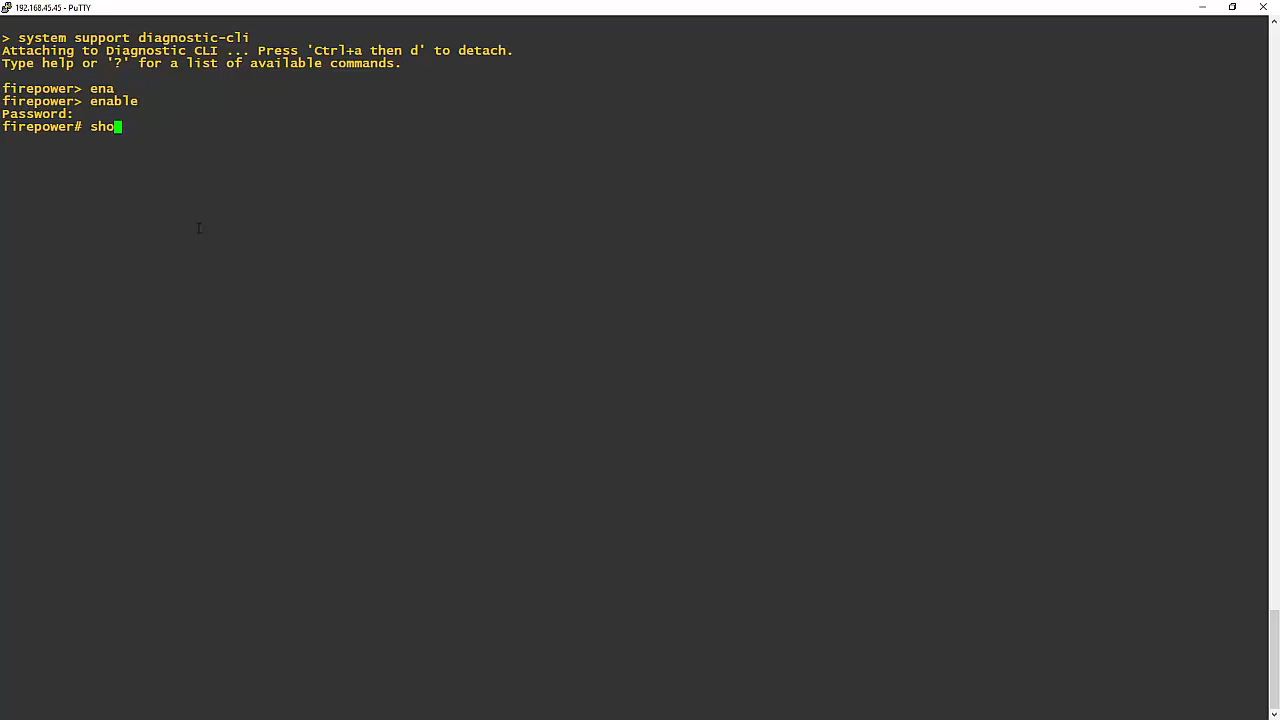 192.168.45.45 - PuTTY
> system support diagnostic-cli
Attaching to Diagnostic CLI ... Press 'Ctrl+a then d' to detach.
Type help or '?' for a list of available commands.
firepower> ena
firepower> enable
Password:
firepower# sho